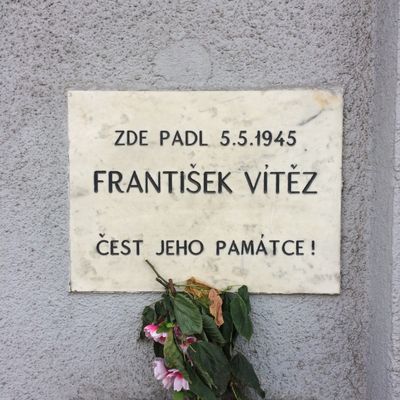 ZDE PADL 5.5.1945
FRANTIŠEK VÍTĚZ
ČEST JEHO PAMÁTCE!